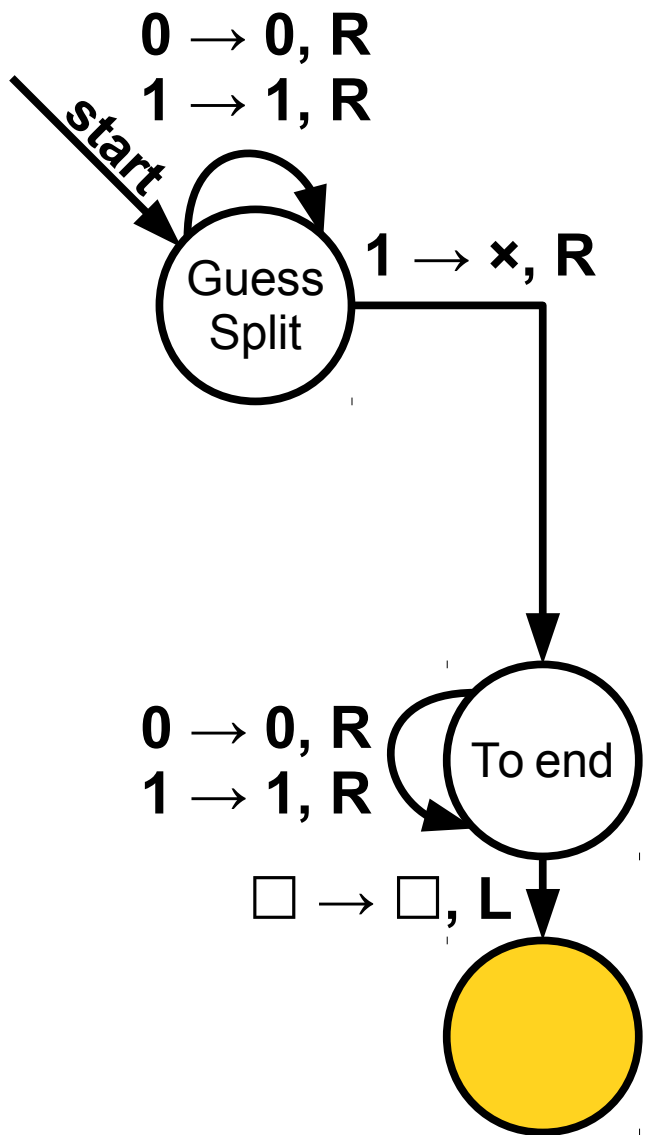 0 → 0, R
1 → 1, R
start
1 → ×, R
Guess
Split
0 → 0, R
1 → 1, R
To end
□ → □, L